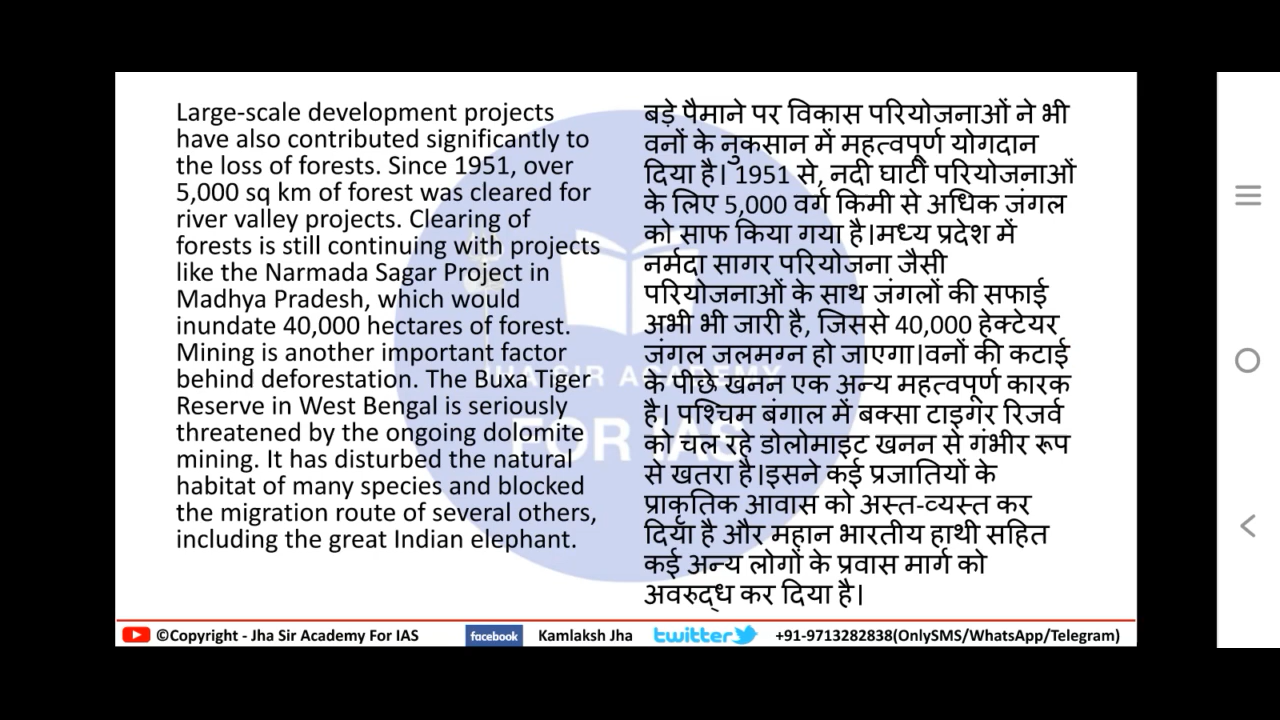 Large-scale development projects
have also contributed significantly to
the loss of forests. Since 1951, over
5,000 sq km of forest was cleared for
river valley projects. Clearing of
forests is still continuing with projects
like the Narmada Sagar Project in
Madhya Pradesh, which would
inundate 40,000 hectares of forest.
Mining is another important factor
behind deforestation. The Buxa Tiger
Reserve in West Bengal is seriously
threatened by the ongoing dolomite
mining. It has disturbed the natural
habitat of many species and blocked
the migration route of several others,
including the great Indian elephant.
बड़े पैमाने पर विकास परियोजनाओं ने भी
वनों के नुकसान में महत्वपूर्ण योगदान
दिया है। 1951 से, नदी घाटी परियोजनाओं
के लिए 5,000 वर्ग किमी से अधिक जंगल
को साफ किया गया है।मध्य प्रदेश में
नर्मदा सागर परियोजना जैसी
परियोजनाओं के साथ जंगलों की सफाई
अभी भी जारी है, जिससे 40,000 हेक्टेयर
जंगल जलमग्न हो जाएगा।वनों की कटाई
के पीछे खनन एक अन्य महत्वपूर्ण कारक
है। पश्चिम बंगाल में बक्सा टाइगर रिजर्व
को चल रहे डोलोमाइट खनन से गंभीर रूप
से खतरा है।इसने कई प्रजातियों के
प्राकृतिक आवास को अस्त-व्यस्त कर
दिया है और महान भारतीय हाथी सहित
कई अन्य लोगों के प्रवास मार्ग को
अवरुद्ध कर दिया है।
JHA SIR ACADEMY
FOR IAS
©Copyright - Jha Sir Academy For IAS
facebook
Kamlaksh Jha
twitter
+91-9713282838(OnlySMS/WhatsApp/Telegram)